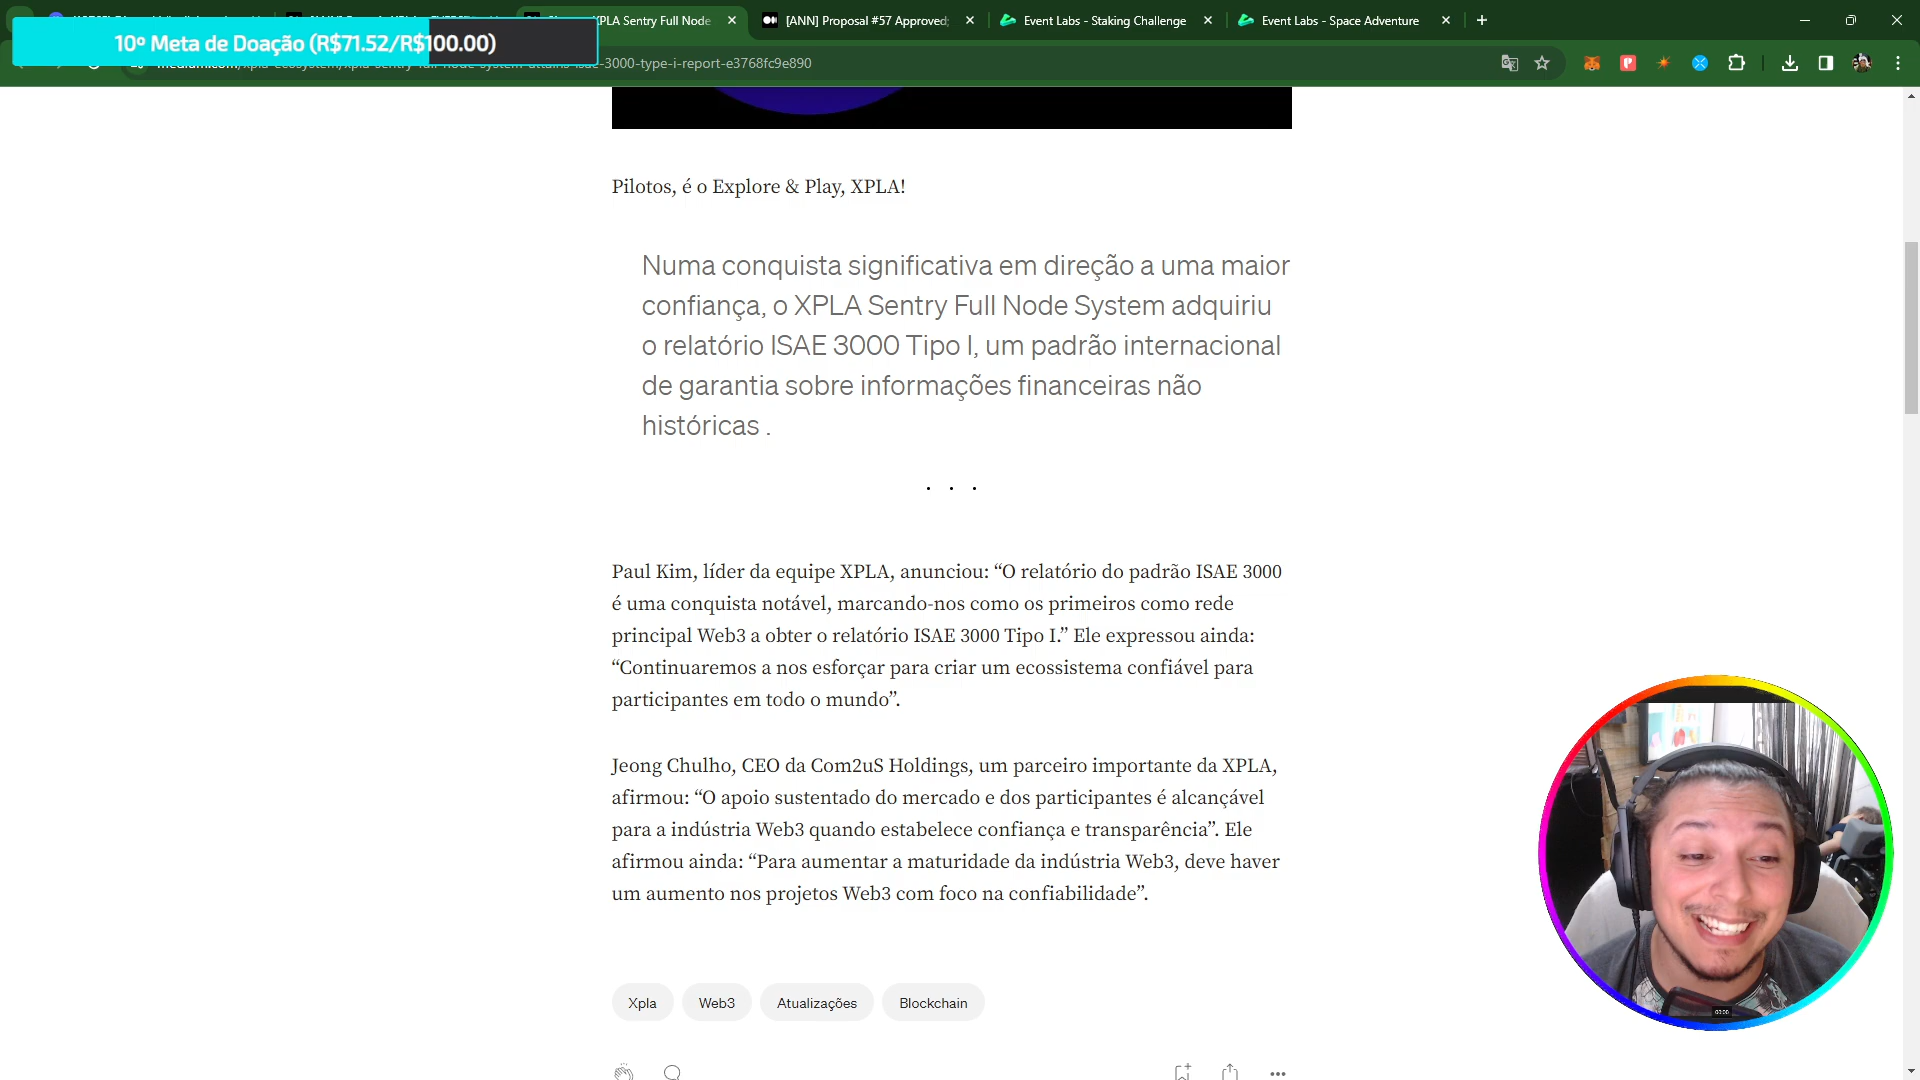 10º Meta de Doação (R$71.52/R$100.00)
XPLA Sentry Full Node
[ANN] Proposal #57 Approved;
Event Labs - Staking Challenge
Event Labs - Space Adventure
-3000-type-i-report-e3768fc9e890
Pilotos, é o Explore & Play, XPLA!
Numa conquista significativa em direção a uma maior
confiança, o XPLA Sentry Full Node System adquiriu
o relatório ISAE 3000 Tipo I, um padrão internacional
de garantia sobre informações financeiras não
históricas .
. . .
Paul Kim, líder da equipe XPLA, anunciou: “O relatório do padrão ISAE 3000
é uma conquista notável, marcando-nos como os primeiros como rede
principal Web3 a obter o relatório ISAE 3000 Tipo I.” Ele expressou ainda:
“Continuaremos a nos esforçar para criar um ecossistema confiável para
participantes em todo o mundo”.
Jeong Chulho, CEO da Com2uS Holdings, um parceiro importante da XPLA,
afirmou: “O apoio sustentado do mercado e dos participantes é alcançável
para a indústria Web3 quando estabelece confiança e transparência”. Ele
afirmou ainda: “Para aumentar a maturidade da indústria Web3, deve haver
um aumento nos projetos Web3 com foco na confiabilidade”.
Xpla
Web3
Atualizações
Blockchain
00:00